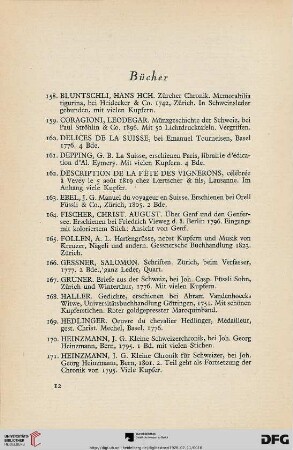 Bücher
158. BLUNTSCHLI, HANS HCH. Zürcher Chronik. Memorabilia
tigurina, bei Heidecker & Co. 1742, Zürich. In Schweinsleder
gebunden, mit vielen Kupfern.
159. CORAGIONI, LEODEGAR. Münzgeschichte der Schweiz, bei
Paul Ströhlin & Co. 1896. Mit 50 Lichtdrucktafeln. Vergriffen.
160. DELICES DE LA SUISSE, bei Emanuel Tourneisen, Basel
1776. 4 Bde.
161. DEPPING, G. B. La Suisse, erschienen Paris, librairie d'éduca-
tion d'Al. Eymery. Mit vielen Kupfern. 4 Bde.
162. DESCRIPTION DE LA FÊTE DES VIGNERONS, célébrée
à Vevey le 5 août 1819 chez Lœrtscher & fils, Lausanne. Im
Anhang viele Kupfer.
163. EBEL, J. G. Manuel du voyageur en Suisse. Erschienen bei Orell
Füssli & Co., Zürich, 1805, 2 Bde.
164. FISCHER, CHRIST. AUGUST. Über Genf und den Genfer-
see. Erschienen bei Friedrich Vieweg d. J. Berlin 1796. Eingangs
mit koloriertem Stich: Ansicht von Genf.
165. FOLLEN, A. L. Harfengrüsse, nebst Kupfern und Musik von
Kreutzer, Nägeli und andern. Gessnersche Buchhandlung 1823,
Zürich.
166. GESSNER, SALOMON. Schriften. Zürich, beim Verfasser,
1777. 2 Bde., ganz Leder, Quart.
167. GRUNER. Briefe aus der Schweiz, bei Joh. Casp. Füssli Sohn,
Zürich und Winterthur, 1776. Mit vielen Kupfern.
168. HALLER. Gedichte, erschienen bei Abram Vandenhoecks
Witwe, Universitätsbuchhandlung Göttingen, 1751. Mit schönen
Kupferstichen. Roter goldgepresster Maroquinband.
169. HEDLINGER. Oeuvre du chevalier Hedlinger, Médailleur,
gest. Christ. Mechel, Basel, 1776.
170. HEINZMANN, J. G. Kleine Schweizerchronik, bei Joh. Georg
Heinzmann, Bern, 1795. 1 Bd. mit vielen Stichen.
171. HEINZMANN, J. G. Kleine Chronik für Schweizer, bei Joh.
Georg Heinzmann, Bern, 1801. 2. Teil geht als Fortsetzung der
Chronik von 1795. Viele Kupfer.
12
UNIVERSITÄTS-
BIBLIOTHEK
HEIDELBERG
DFG